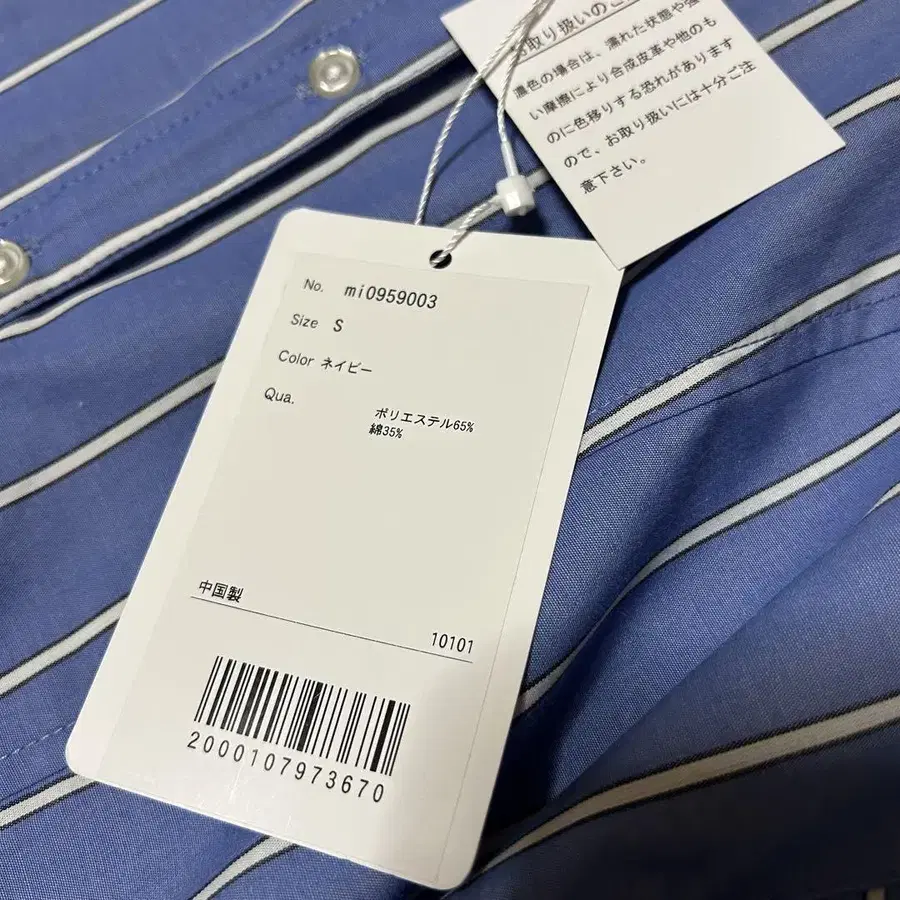 お取り扱いのご
濃色の場合は、濡れた状態や強
い摩擦により合成皮革や他のも
のに色移りする恐れがあります
ので、お取り扱いには十分ご注
意下さい。
No. mi0959003
Size S
Color ネイビー
Qua.
ポリエステル65%
綿35%
中国製
10101
2000107973670